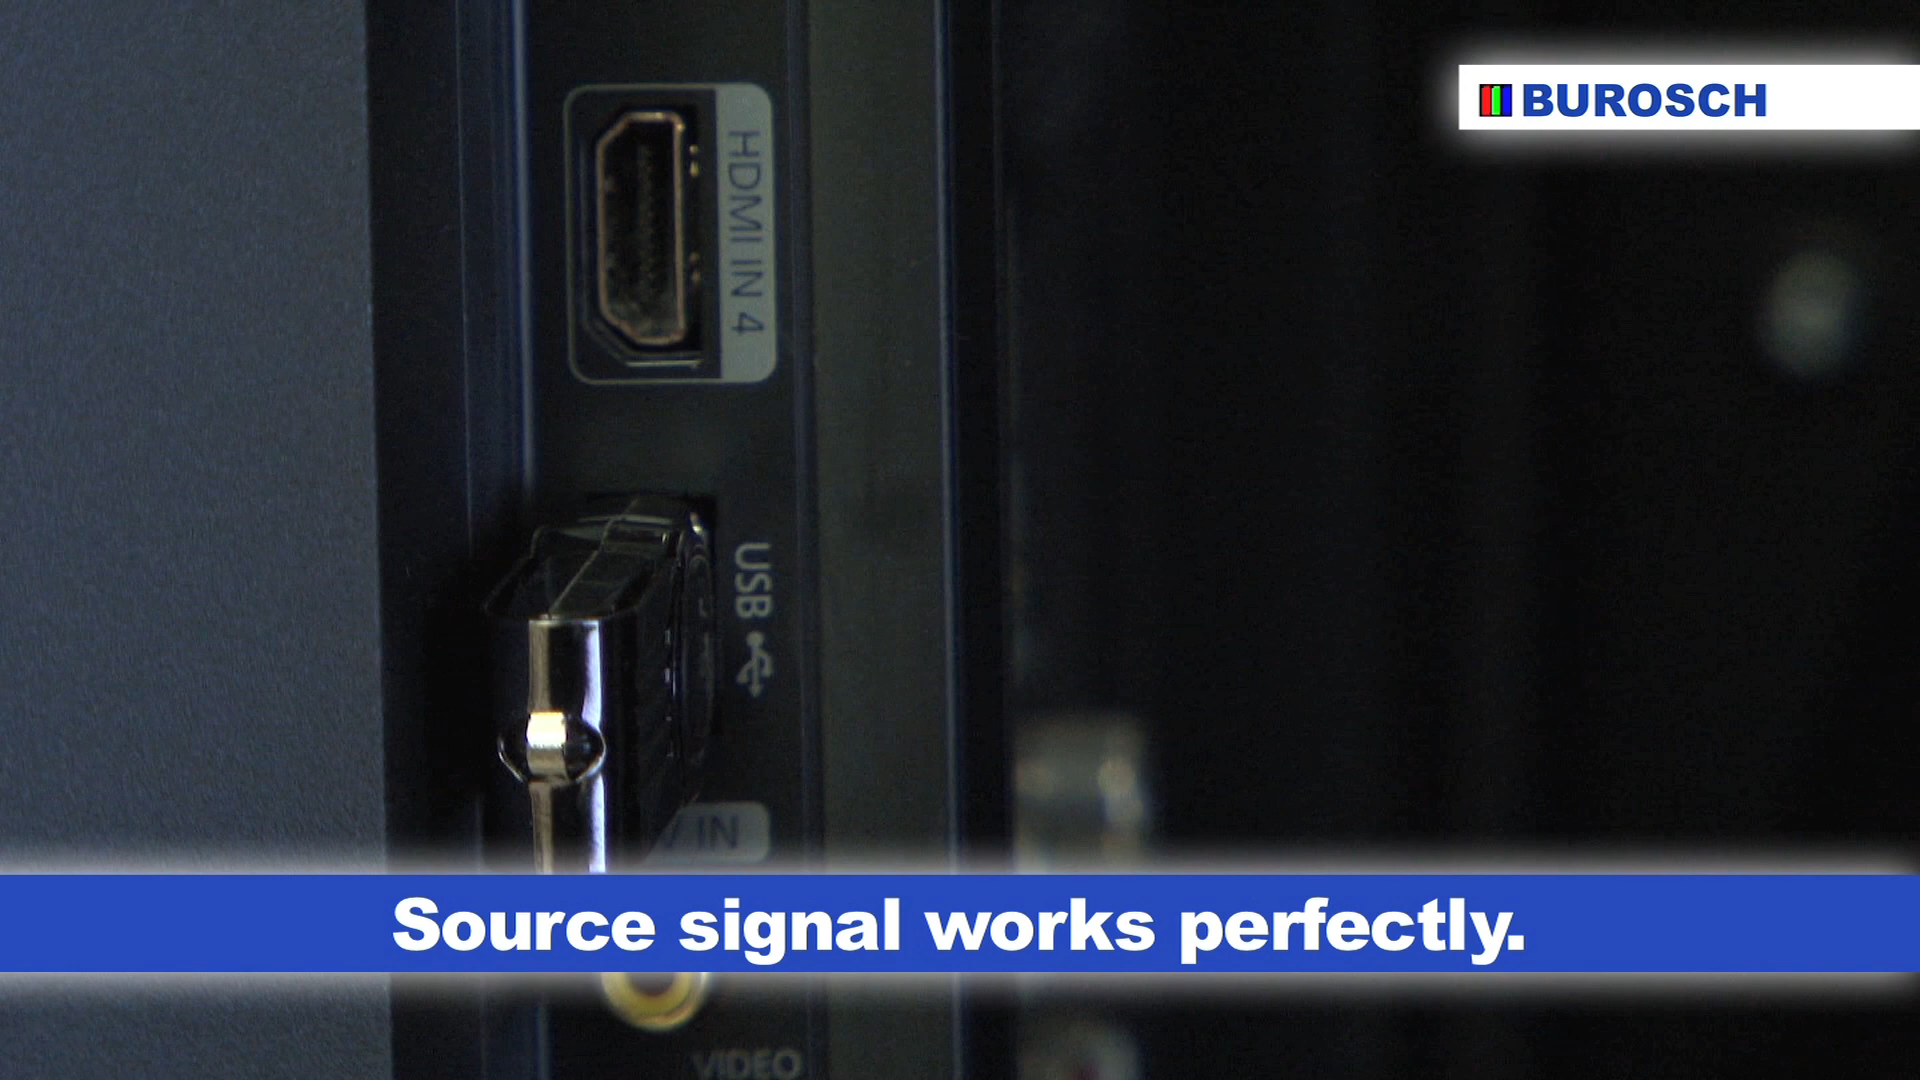 BUROSCH
HDMI IN 4
USB
IN
Source signal works perfectly.
VIDEO